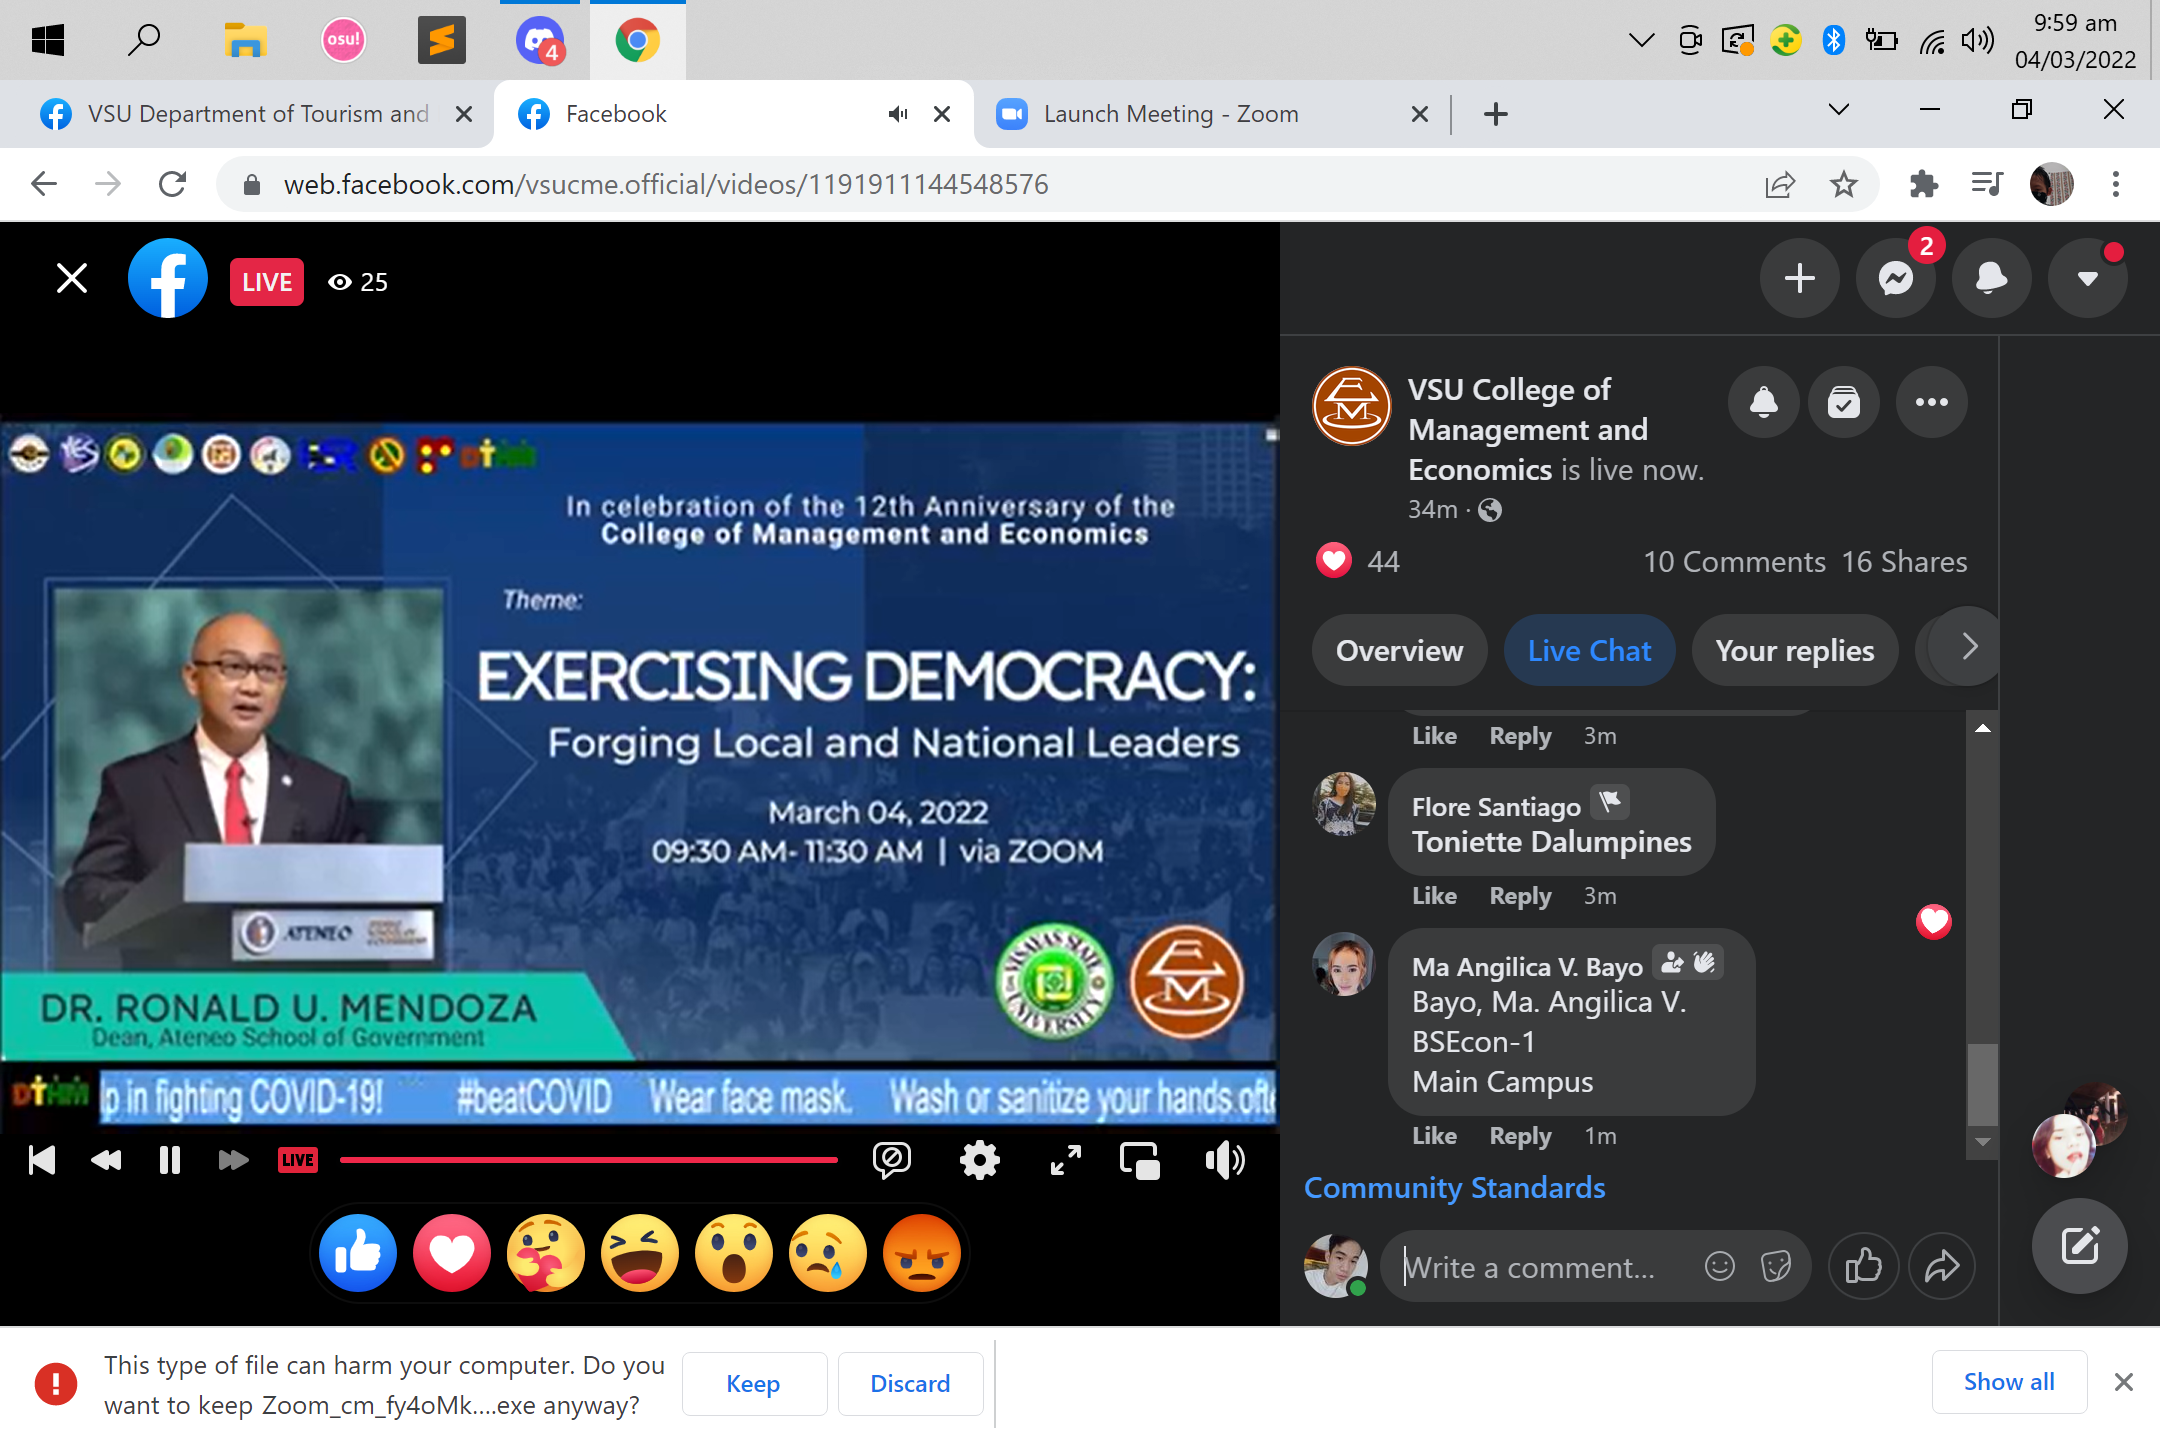 osu!
4
9:59 am
04/03/2022
VSU Department of Tourism and
Facebook
Launch Meeting - Zoom
web.facebook.com/vsucme.official/videos/1191911144548576
LIVE
25
2
In celebration of the 12th Anniversary of the
College of Management and Economics
Theme:
EXERCISING DEMOCRACY:
Forging Local and National Leaders
March 04, 2022
09:30 AM- 11:30 AM | via ZOOM
ATENEO
VISAYAS STATE UNIVERSITY
DR. RONALD U. MENDOZA
Dean, Ateneo School of Government
p in fighting COVID-19! #beatCOVID Wear face mask. Wash or sanitize your hands ofte
LIVE
VSU College of
Management and
Economics is live now.
34m ·
44
10 Comments 16 Shares
Overview
Live Chat
Your replies
Like Reply 3m
Flore Santiago
Toniette Dalumpines
Like Reply 3m
Ma Angilica V. Bayo
Bayo, Ma. Angilica V.
BSEcon-1
Main Campus
Like Reply 1m
Community Standards
Write a comment...
This type of file can harm your computer. Do you
want to keep Zoom_cm_fy4oMk....exe anyway?
Keep
Discard
Show all